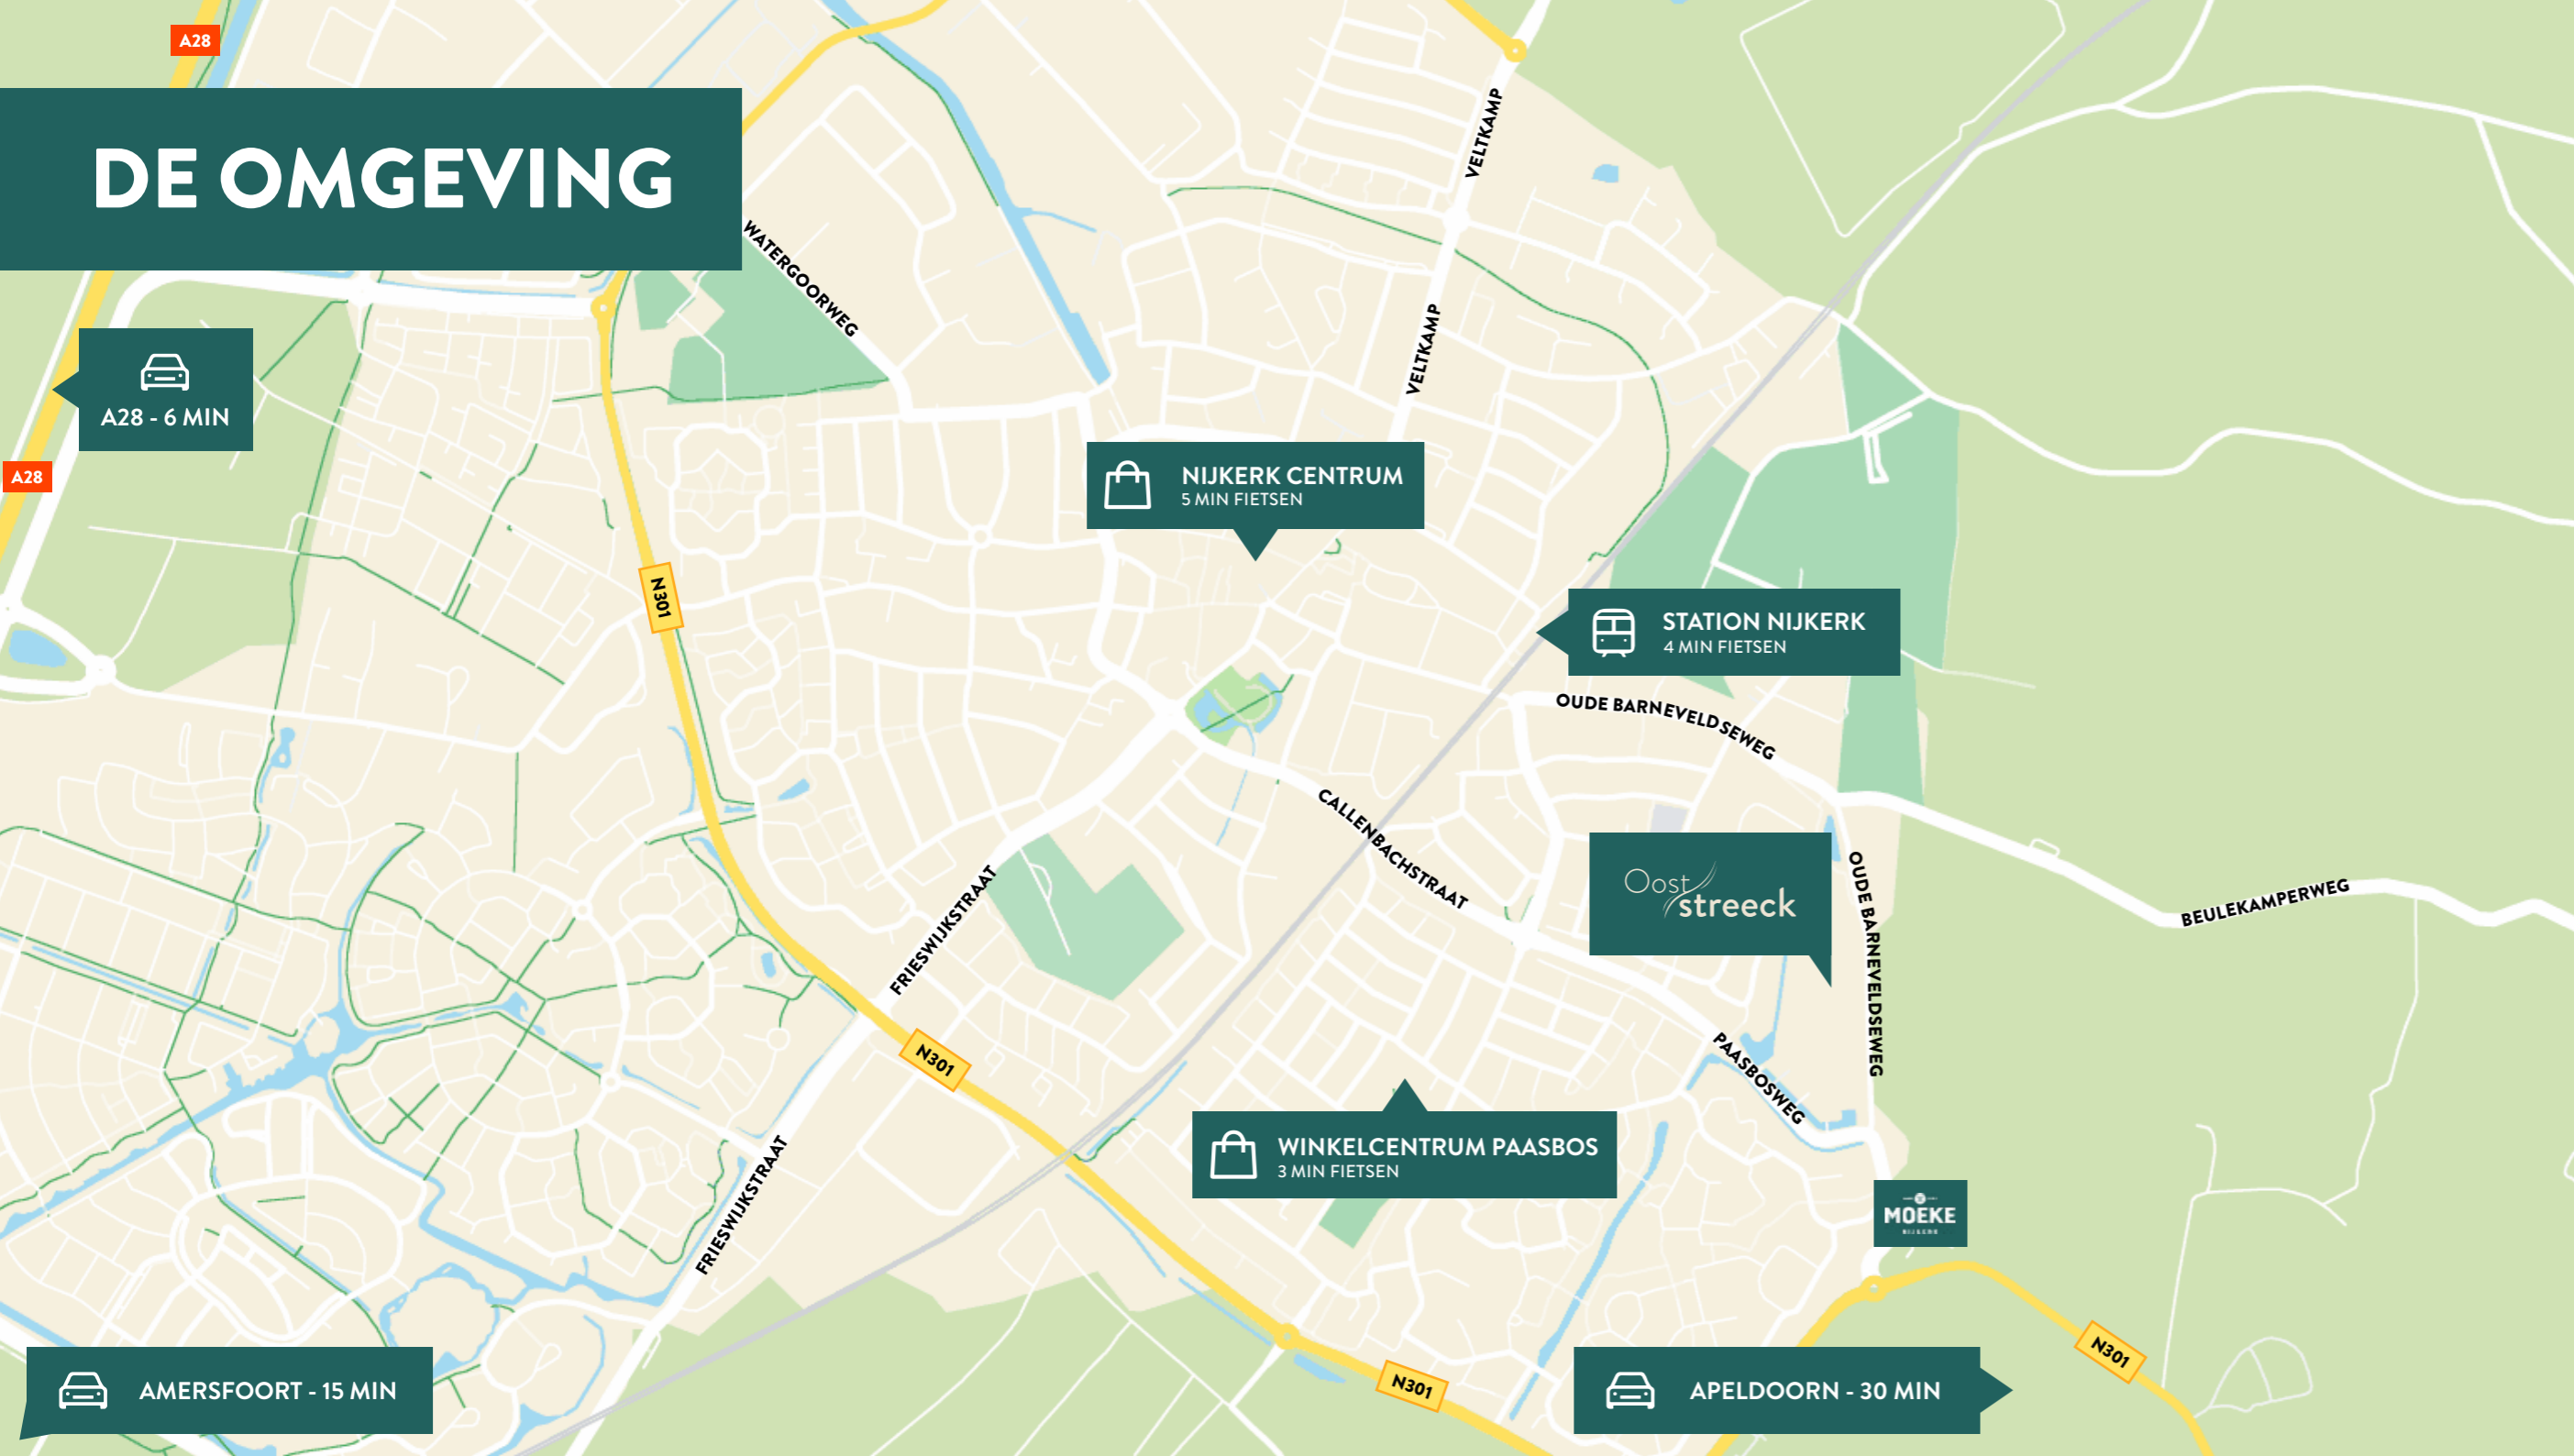 A28
DE OMGEVING
VELTKAMP
WATERGOORWEG
VELTKAMP
A28 - 6 MIN
A28
NIJKERK CENTRUM
5 MIN FIETSEN
N301
STATION NIJKERK
4 MIN FIETSEN
OUDE BARNEVELDSEWEG
CALLENBACHSTRAAT
Oost
streeck
OUDE BARNEVELDSEWEG
BEULEKAMPERWEG
FRIESWIJKSTRAAT
N301
PAASBOSWEG
WINKELCENTRUM PAASBOS
3 MIN FIETSEN
FRIESWIJKSTRAAT
MOEKE
NIJKERK
N301
N301
AMERSFOORT - 15 MIN
APELDOORN - 30 MIN